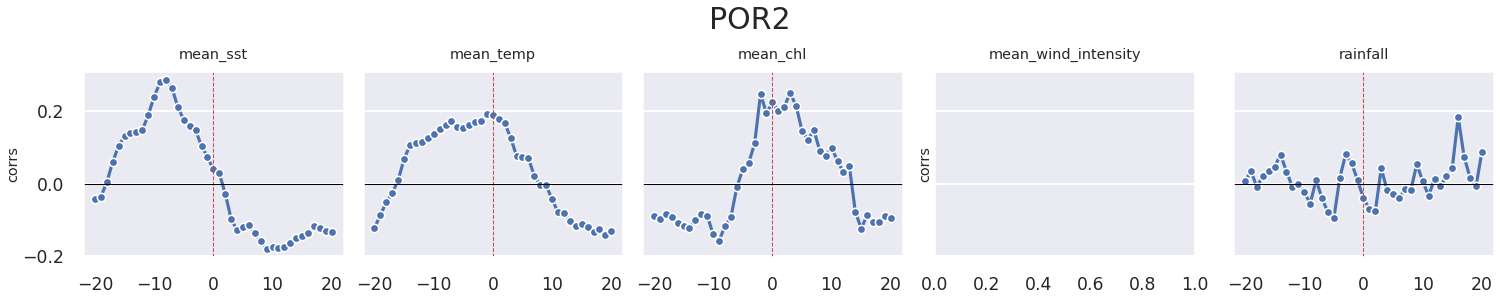 POR2
mean_sst mean_temp mean_chl mean_wind_intensity rainfall
corrs
0.2
0.0
−0.2
corrs
−20 −10 0 10 20 −20 −10 0 10 20 −20 −10 0 10 20 0.0 0.2 0.4 0.6 0.8 1.0 −20 −10 0 10 20